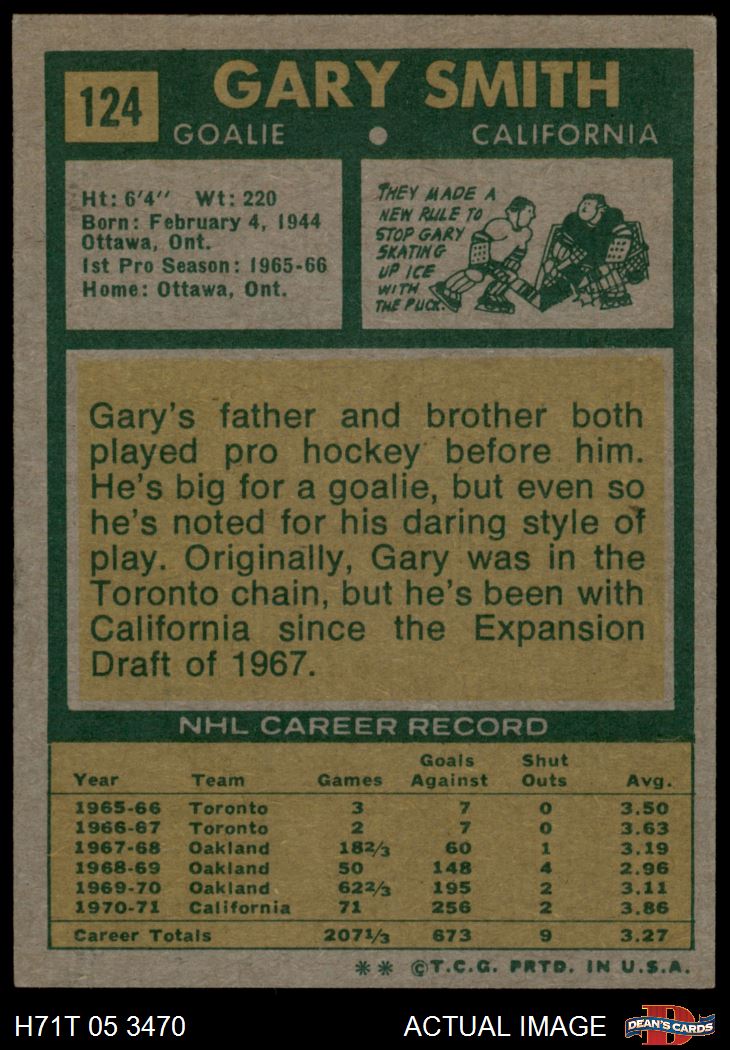 124
GARY SMITH
GOALIE • CALIFORNIA
Ht: 6'4" Wt: 220
Born: February 4, 1944
Ottawa, Ont.
1st Pro Season: 1965-66
Home: Ottawa, Ont.
THEY MADE A
NEW RULE TO
STOP GARY
SKATING
UP ICE
WITH
THE PUCK.
Gary's father and brother both
played pro hockey before him.
He's big for a goalie, but even so
he's noted for his daring style of
play. Originally, Gary was in the
Toronto chain, but he's been with
California since the Expansion
Draft of 1967.
NHL CAREER RECORD
Year Team Games Goals Against Shut Outs Avg.
1965-66 Toronto 3 7 0 3.50
1966-67 Toronto 2 7 0 3.63
1967-68 Oakland 18 2/3 60 1 3.19
1968-69 Oakland 50 148 4 2.96
1969-70 Oakland 62 2/3 195 2 3.11
1970-71 California 71 256 2 3.86
Career Totals 207 1/3 673 9 3.27
** ©T.C.G. PRTD. IN U.S.A.
H71T 05 3470 ACTUAL IMAGE
D
DEAN'S CARDS